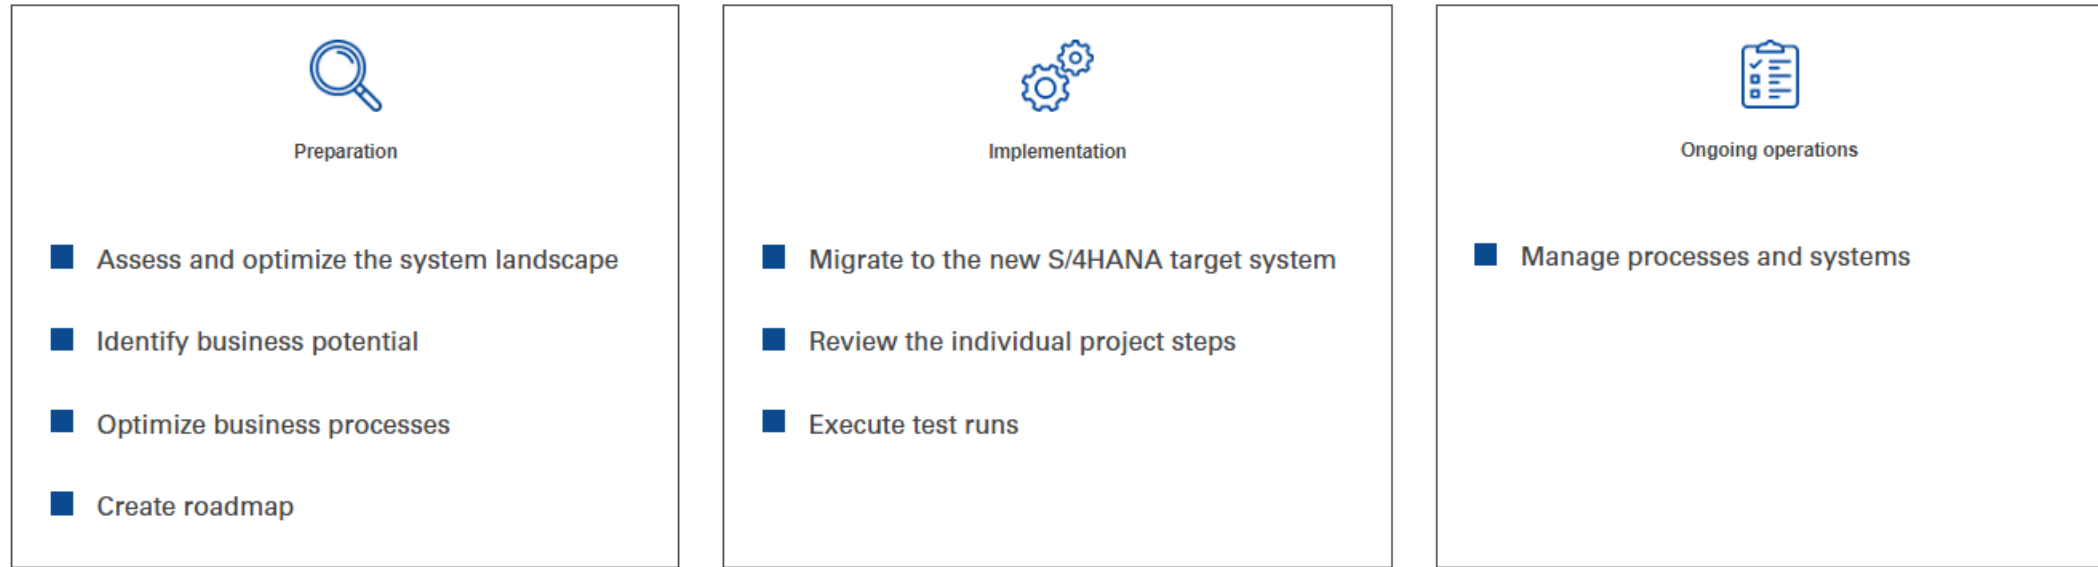 Preparation
Assess and optimize the system landscape
Identify business potential
Optimize business processes
Create roadmap
Implementation
Migrate to the new S/4HANA target system
Review the individual project steps
Execute test runs
Ongoing operations
Manage processes and systems